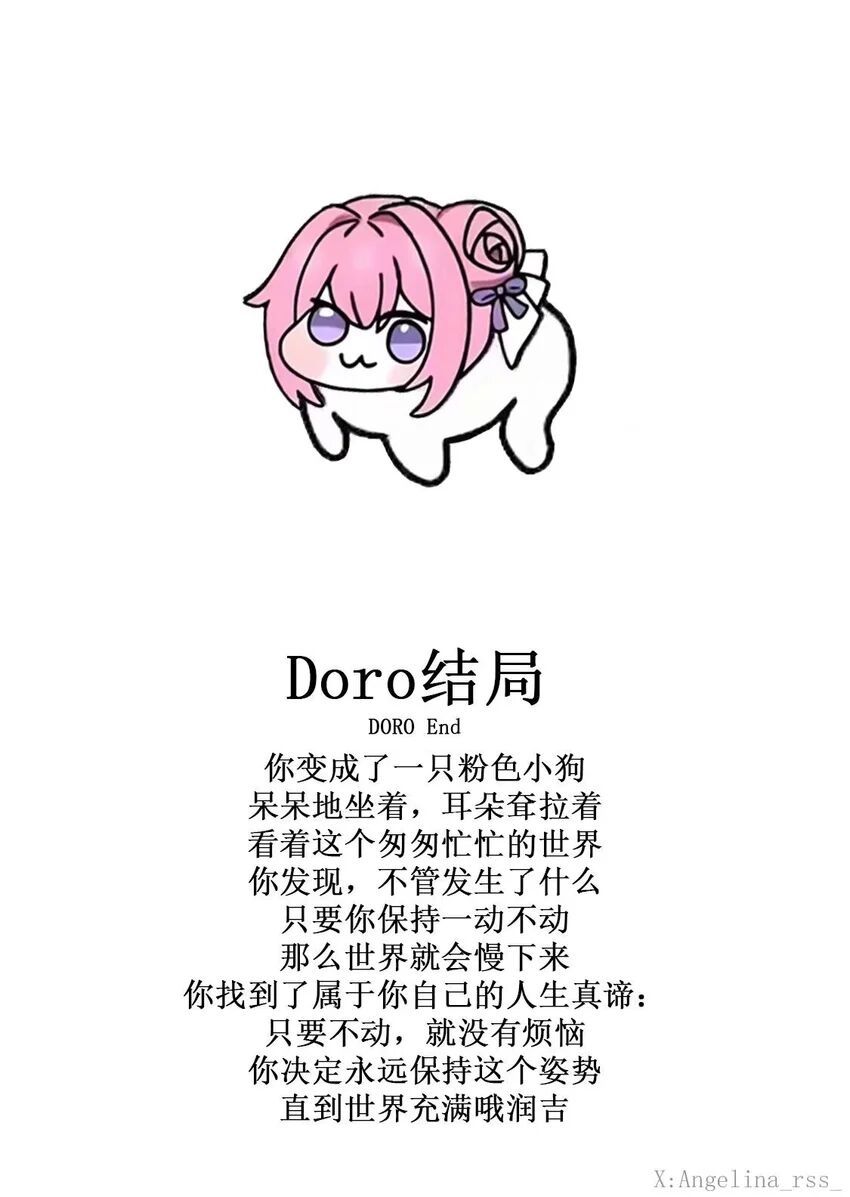 Doro结局
DORO End
你变成了一只粉色小狗
呆呆地坐着，耳朵耷拉着
看着这个匆匆忙忙的世界
你发现，不管发生了什么
只要你保持一动不动
那么世界就会慢下来
你找到了属于你自己的人生真谛：
只要不动，就没有烦恼
你决定永远保持这个姿势
直到世界充满哦润吉
X:Angelina_rss_